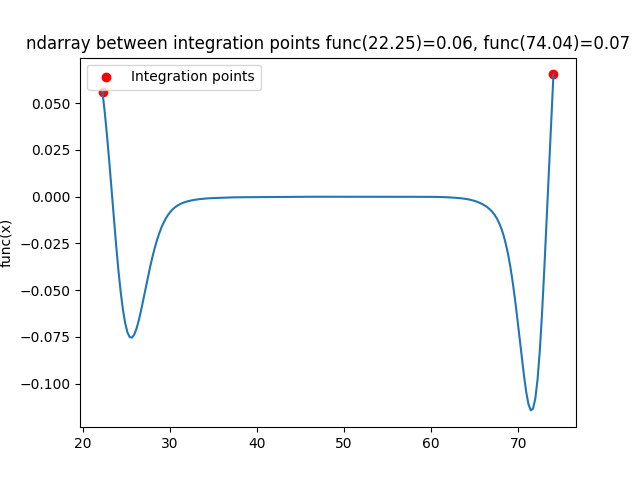 ndarray between integration points func(22.25)=0.06, func(74.04)=0.07
Integration points
func(x)
0.050
0.025
0.000
−0.025
−0.050
−0.075
−0.100
20 30 40 50 60 70